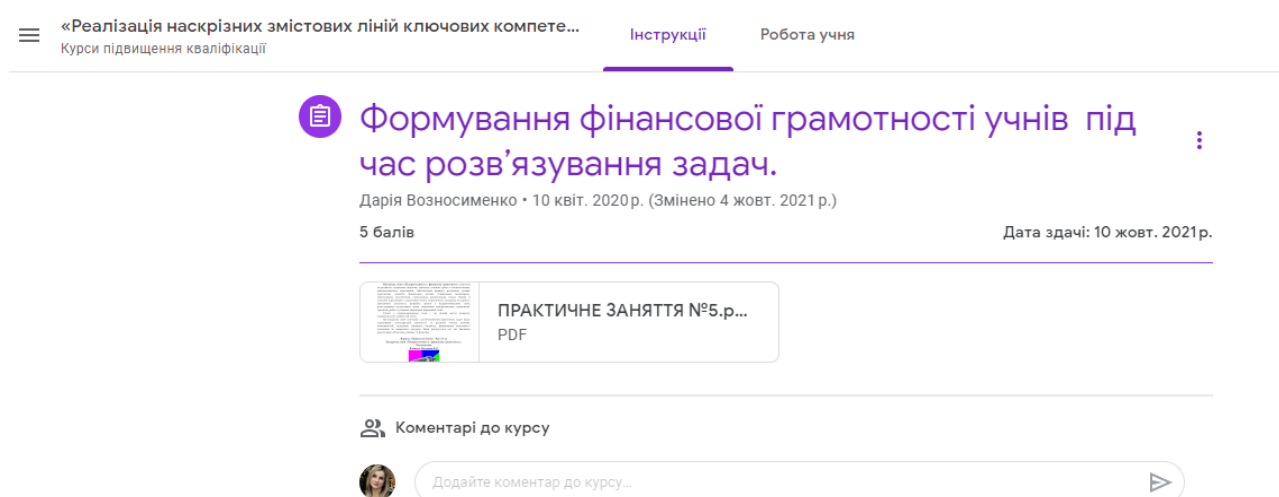 «Реалізація наскрізних змістових ліній ключових компете...
Курси підвищення кваліфікації
Інструкції
Робота учня
Формування фінансової грамотності учнів під
час розв’язування задач.
Дарія Возносименко • 10 квіт. 2020 р. (Змінено 4 жовт. 2021 р.)
5 балів
Дата здачі: 10 жовт. 2021 р.
ПРАКТИЧНЕ ЗАНЯТТЯ №5.p...
PDF
Коментарі до курсу
Додайте коментар до курсу...